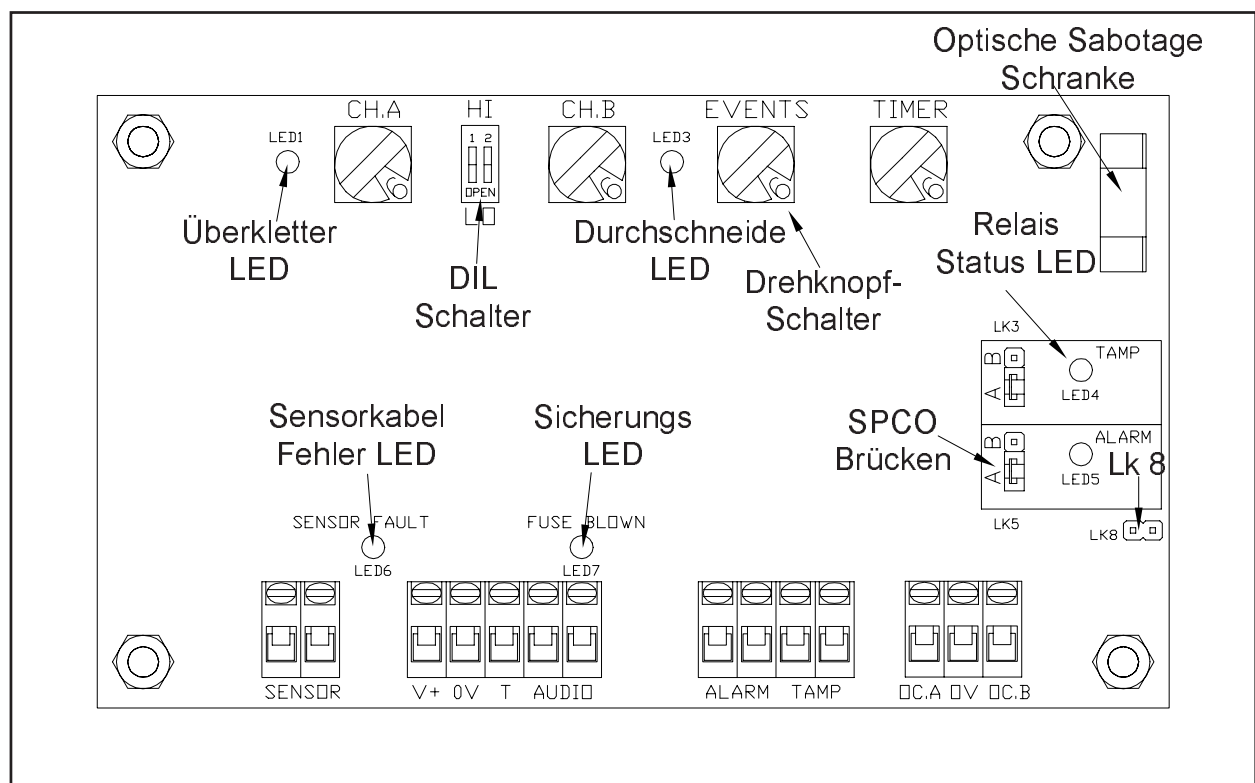 Optische Sabotage
Schranke
CH.A
HI
CH.B
EVENTS
TIMER
LED1
1 2
OPEN
LO
LED3
Überkletter
LED
DIL
Schalter
Durchschneide
LED
Drehknopf-
Schalter
Relais
Status LED
LK3
B
A
TAMP
LED4
SPCO
Brücken
B
A
ALARM
LED5
Lk 8
LK5
LK8
Sensorkabel
Fehler LED
Sicherungs
LED
SENSOR FAULT
LED6
FUSE BLOWN
LED7
SENSOR
V+ 0V T AUDIO
ALARM TAMP
OC.A 0V OC.B